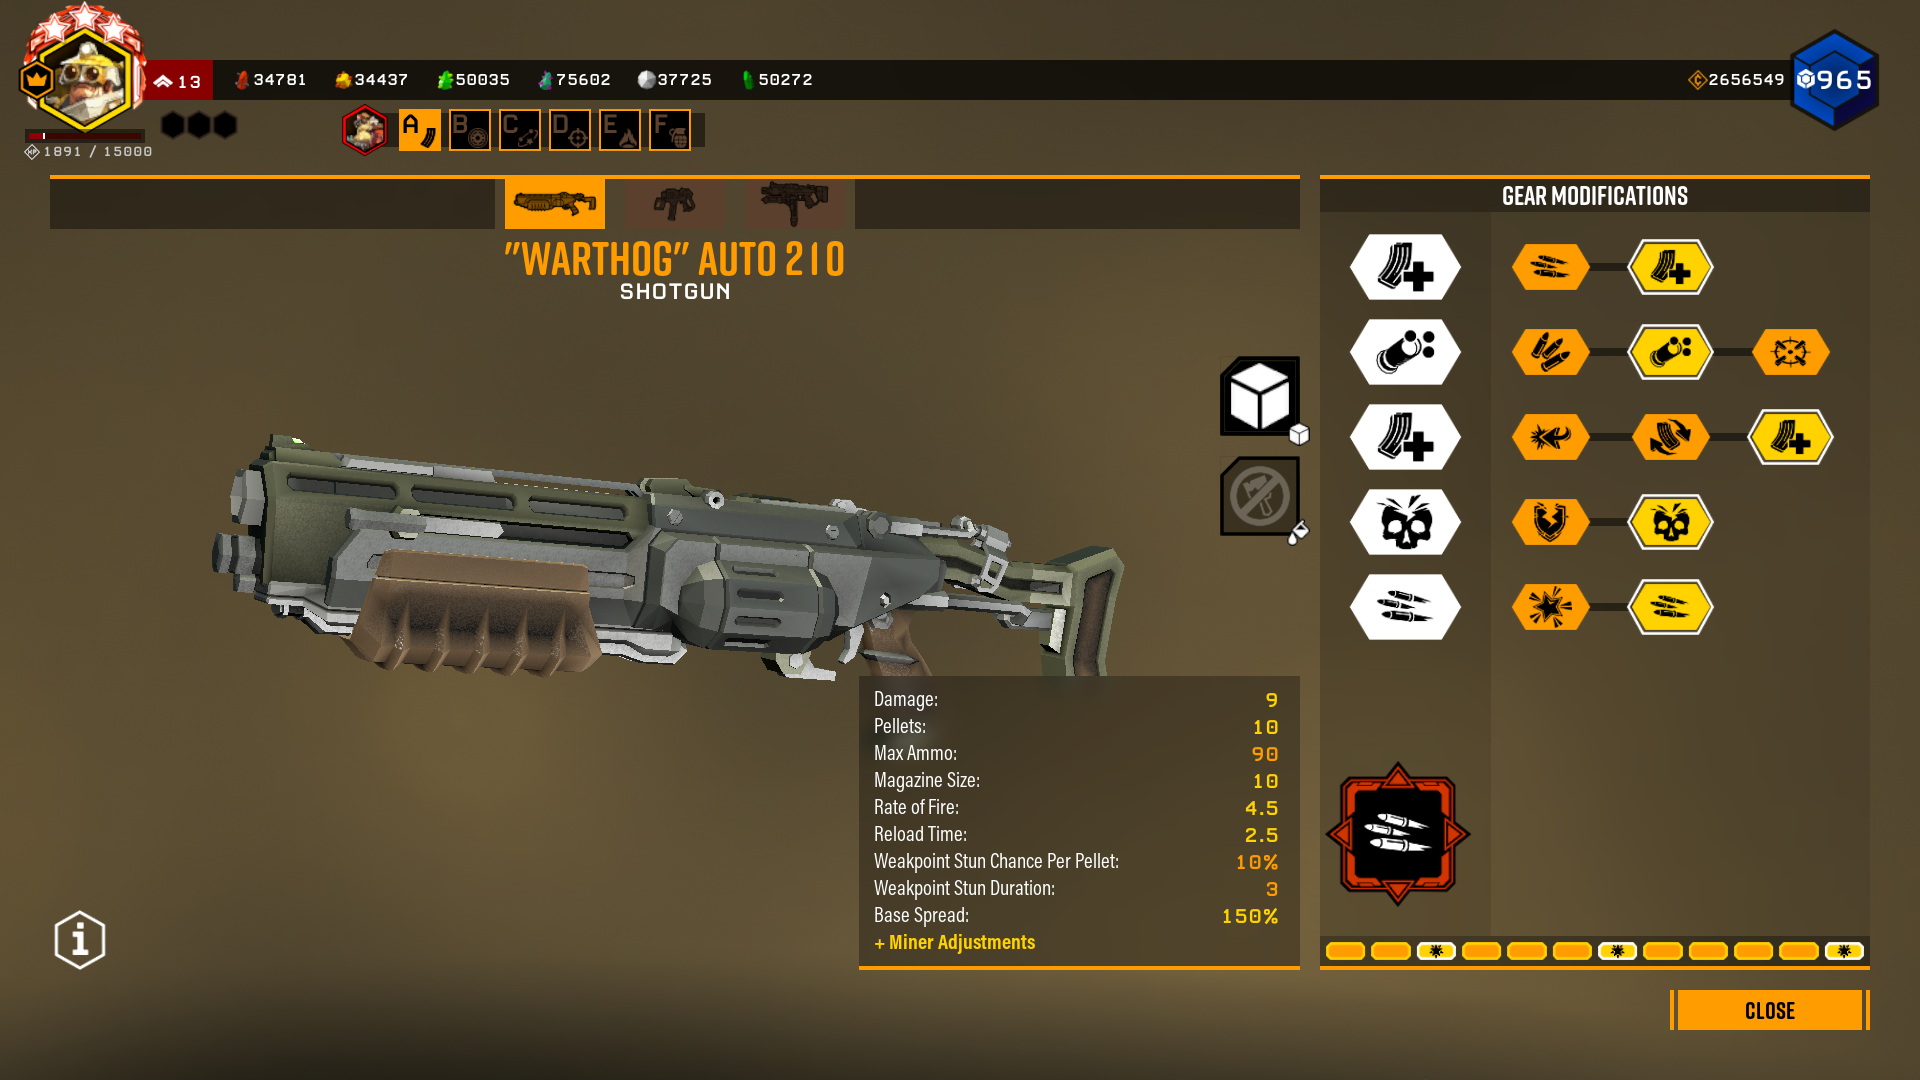 13
34781 34437 50035 75602 37725 50272
2656549
965
1891 / 15000
A B C D E F
"WARTHOG" AUTO 210
SHOTGUN
GEAR MODIFICATIONS
Damage: 9
Pellets: 10
Max Ammo: 90
Magazine Size: 10
Rate of Fire: 4.5
Reload Time: 2.5
Weakpoint Stun Chance Per Pellet: 10%
Weakpoint Stun Duration: 3
Base Spread: 150%
+ Miner Adjustments
CLOSE